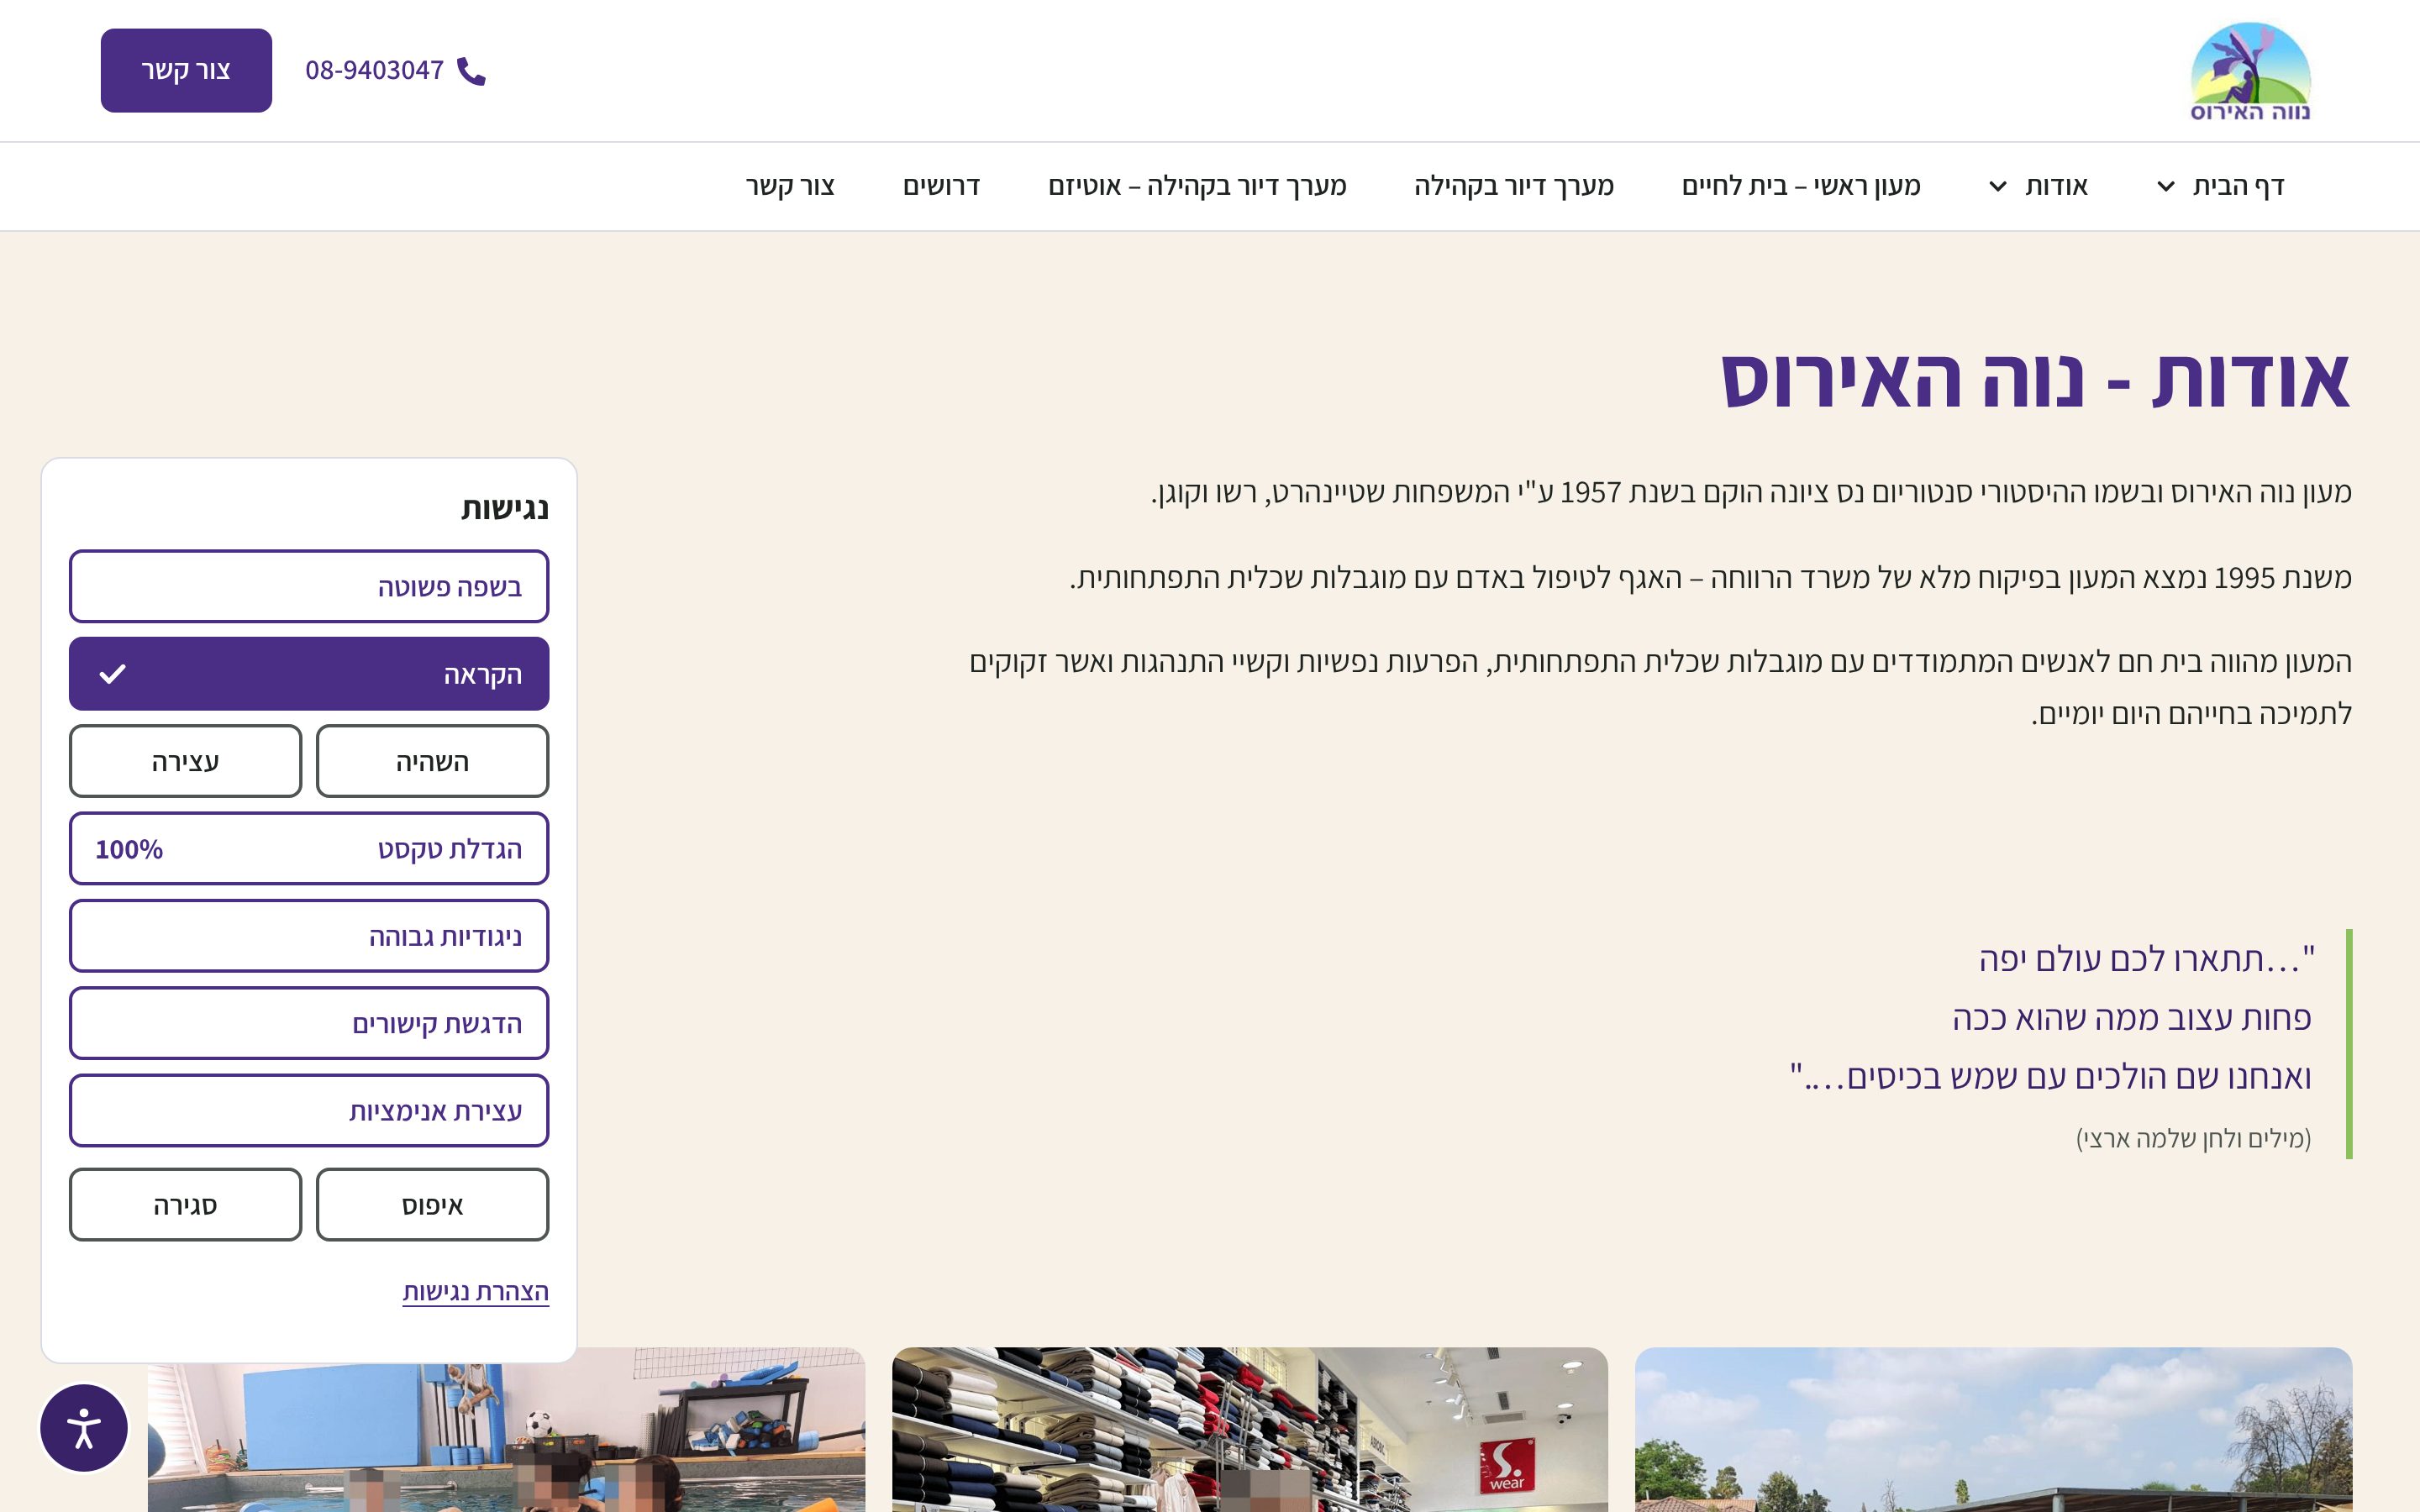 נווה האירוס
08-9403047
צור קשר
דף הבית
אודות
מעון ראשי – בית לחיים
מערך דיור בקהילה
מערך דיור בקהילה – אוטיזם
דרושים
צור קשר
אודות - נוה האירוס
מעון נוה האירוס ובשמו ההיסטורי סנטוריום נס ציונה הוקם בשנת 1957 ע"י המשפחות שטיינהרט, רשו וקוגן.
משנת 1995 נמצא המעון בפיקוח מלא של משרד הרווחה – האגף לטיפול באדם עם מוגבלות שכלית התפתחותית.
המעון מהווה בית חם לאנשים המתמודדים עם מוגבלות שכלית התפתחותית, הפרעות נפשיות וקשיי התנהגות ואשר זקוקים
לתמיכה בחייהם היום יומיים.
"...תתארו לכם עולם יפה
פחות עצוב ממה שהוא ככה
ואנחנו שם הולכים עם שמש בכיסים...."
(מילים ולחן שלמה ארצי)
נגישות
בשפה פשוטה
הקראה
השהיה
עצירה
הגדלת טקסט 100%
ניגודיות גבוהה
הדגשת קישורים
עצירת אנימציות
איפוס
סגירה
הצהרת נגישות
S.
wear